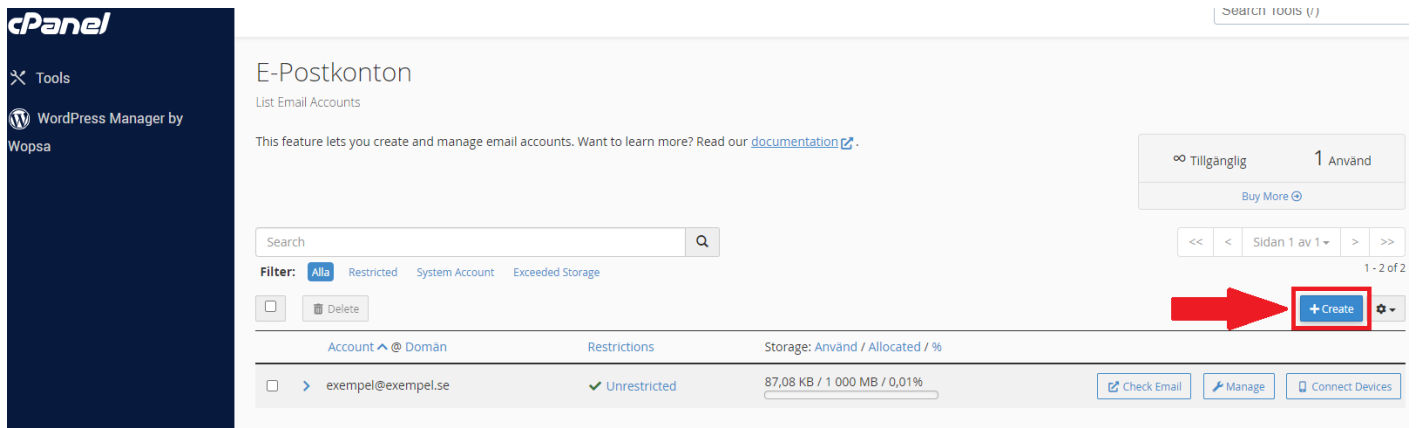 cPanel
Search Tools (/)
Tools
WordPress Manager by
Wopsa
E-Postkonton
List Email Accounts
This feature lets you create and manage email accounts. Want to learn more? Read our documentation .
∞ Tillgänglig 1 Använd
Buy More
Search
<< < Sidan 1 av 1 > >>
Filter: Alla Restricted System Account Exceeded Storage
1 - 2 of 2
Delete
+ Create
Account @ Domän Restrictions Storage: Använd / Allocated / %
exempel@exempel.se Unrestricted 87,08 KB / 1 000 MB / 0,01% Check Email Manage Connect Devices